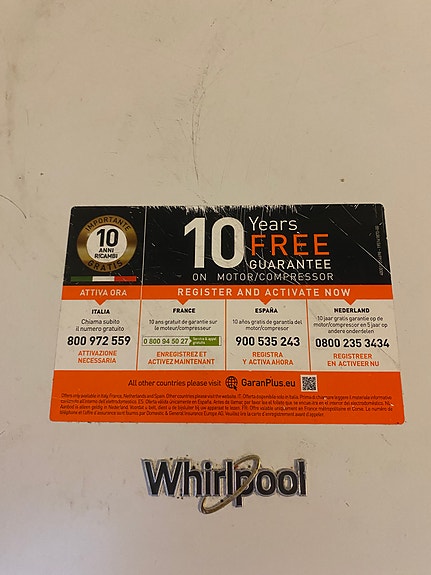 IMPORTANTE
10
ANNI
RICAMBI
GRATIS
10 Years
FREE
GUARANTEE
ON MOTOR/COMPRESSOR
ATTIVA ORA
REGISTER AND ACTIVATE NOW
ITALIA
Chiama subito
il numero gratuito
800 972 559
ATTIVAZIONE
NECESSARIA
FRANCE
10 ans gratuit de garantie sur
le moteur/compresseur
0 800 94 50 27 Service & appel
gratuits
ENREGISTREZ ET
ACTIVEZ MAINTENANT
ESPAÑA
10 años gratis de garantía del
motor/compresor
900 535 243
REGISTRA
Y ACTIVA AHORA
NEDERLAND
10 jaar gratis garantie op de
motor/compressor en 5 jaar op
andere onderdelen
0800 235 3434
REGISTREER
EN ACTIVEER NU
All other countries please visit GaranPlus.eu
Whirlpool